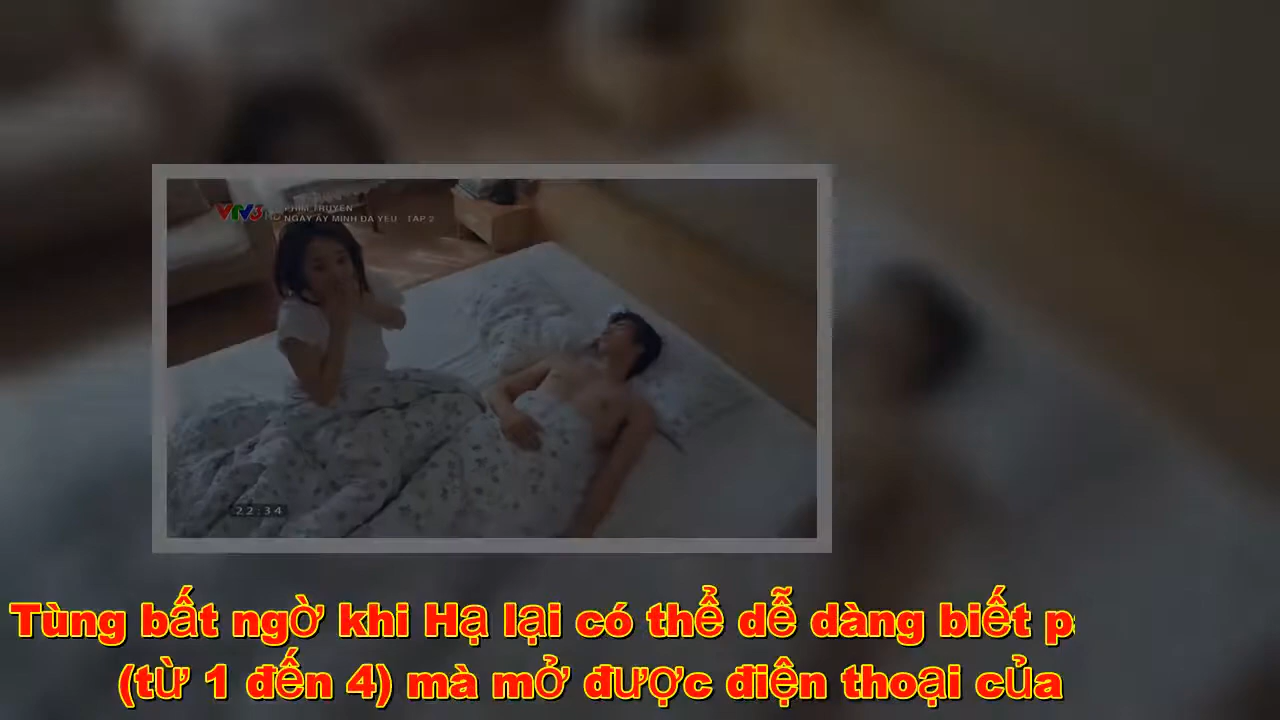 VTV3 HD PHIM TRUYỆN
NGÀY ẤY MÌNH ĐÃ YÊU TẬP 2
22:34
Tùng bất ngờ khi Hạ lại có thể dễ dàng biết p
(từ 1 đến 4) mà mở được điện thoại của